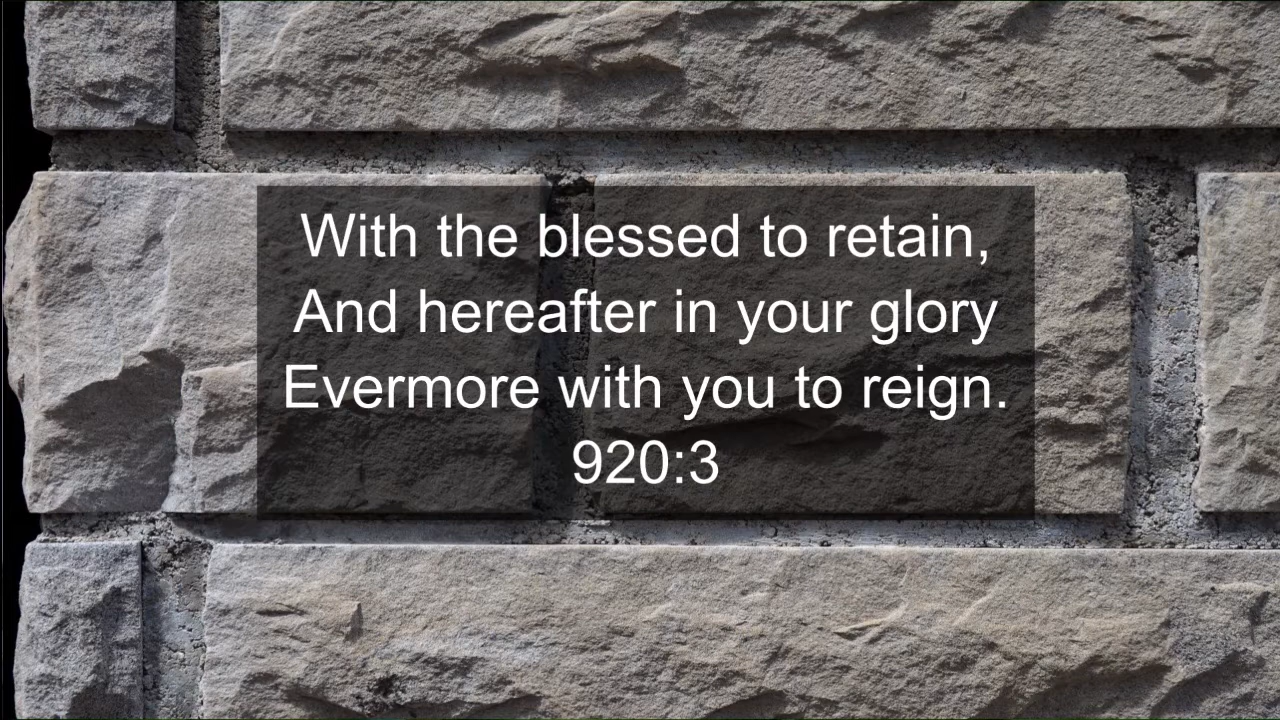 With the blessed to retain,
And hereafter in your glory
Evermore with you to reign.
920:3